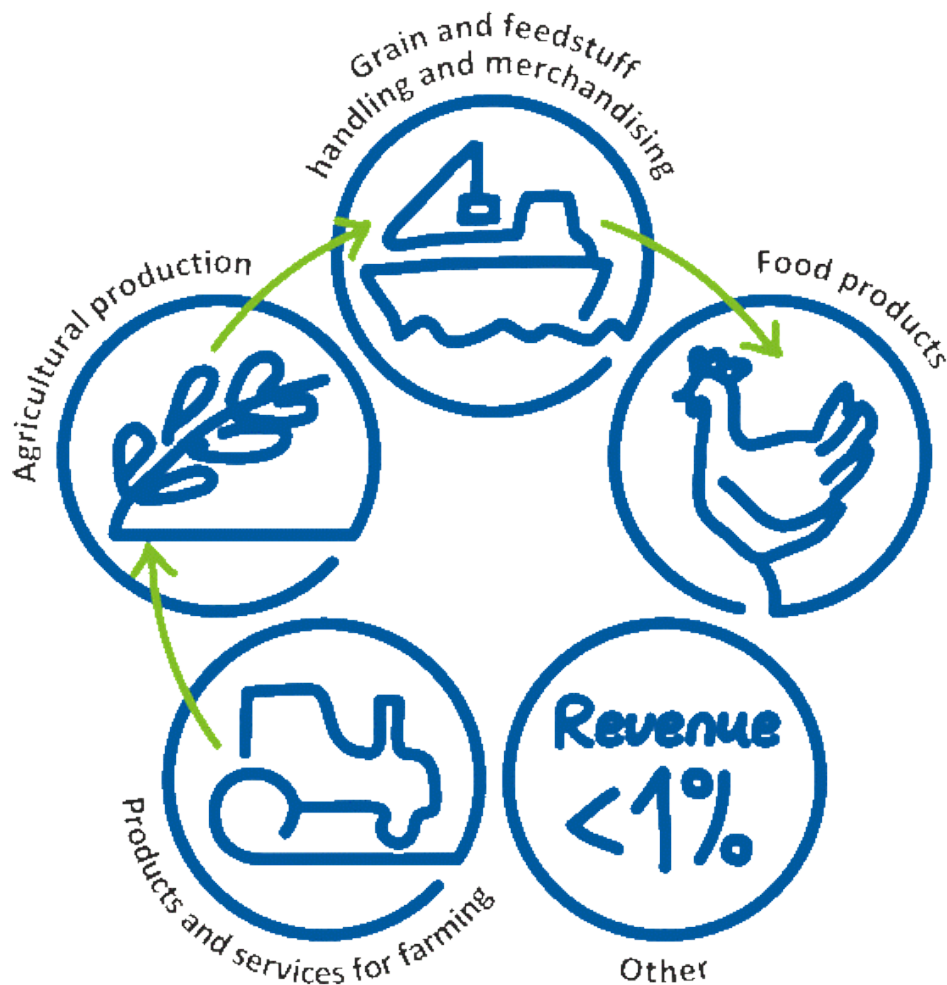 Grain and feedstuff
handling and merchandising
Agricultural production
Food products
Products and services for farming
Revenue
<1%
Other